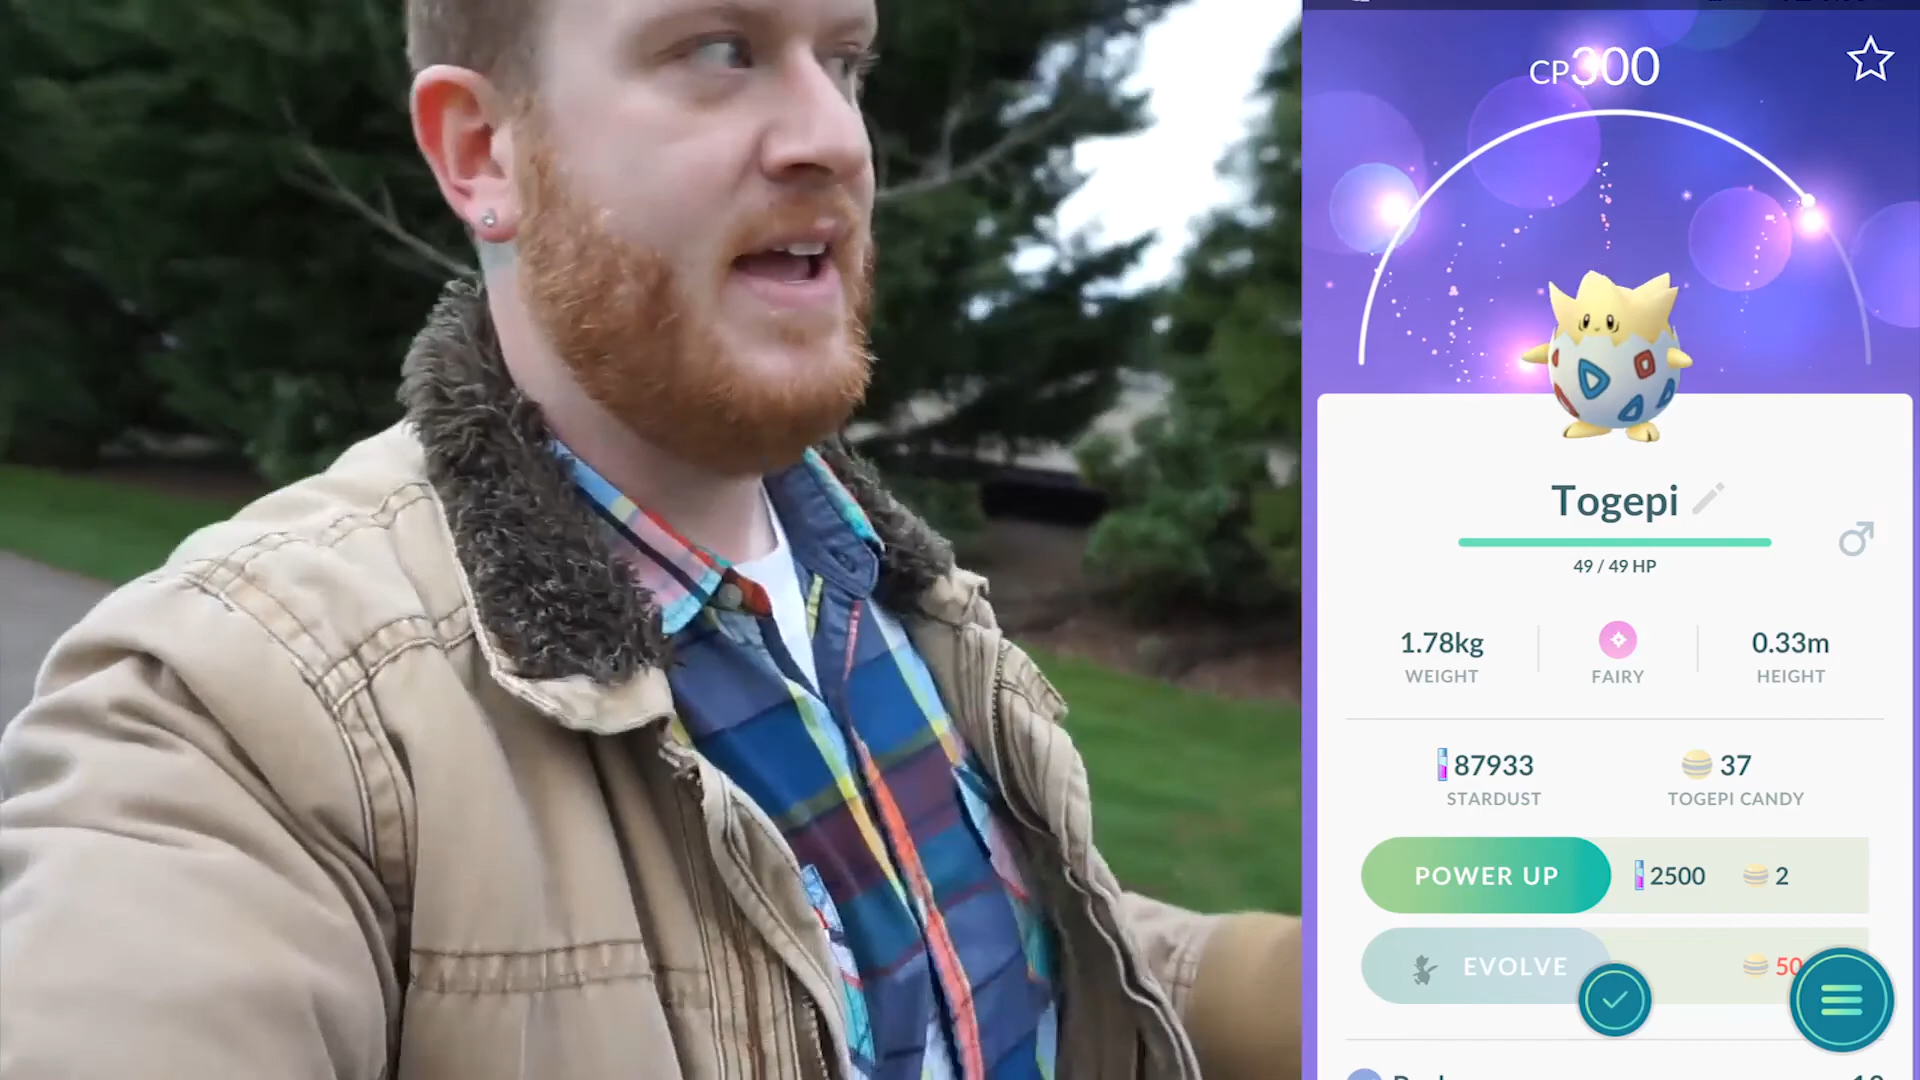 CP300
Togepi
49 / 49 HP
1.78kg
WEIGHT
FAIRY
0.33m
HEIGHT
87933
STARDUST
37
TOGEPI CANDY
POWER UP
2500
2
EVOLVE
50